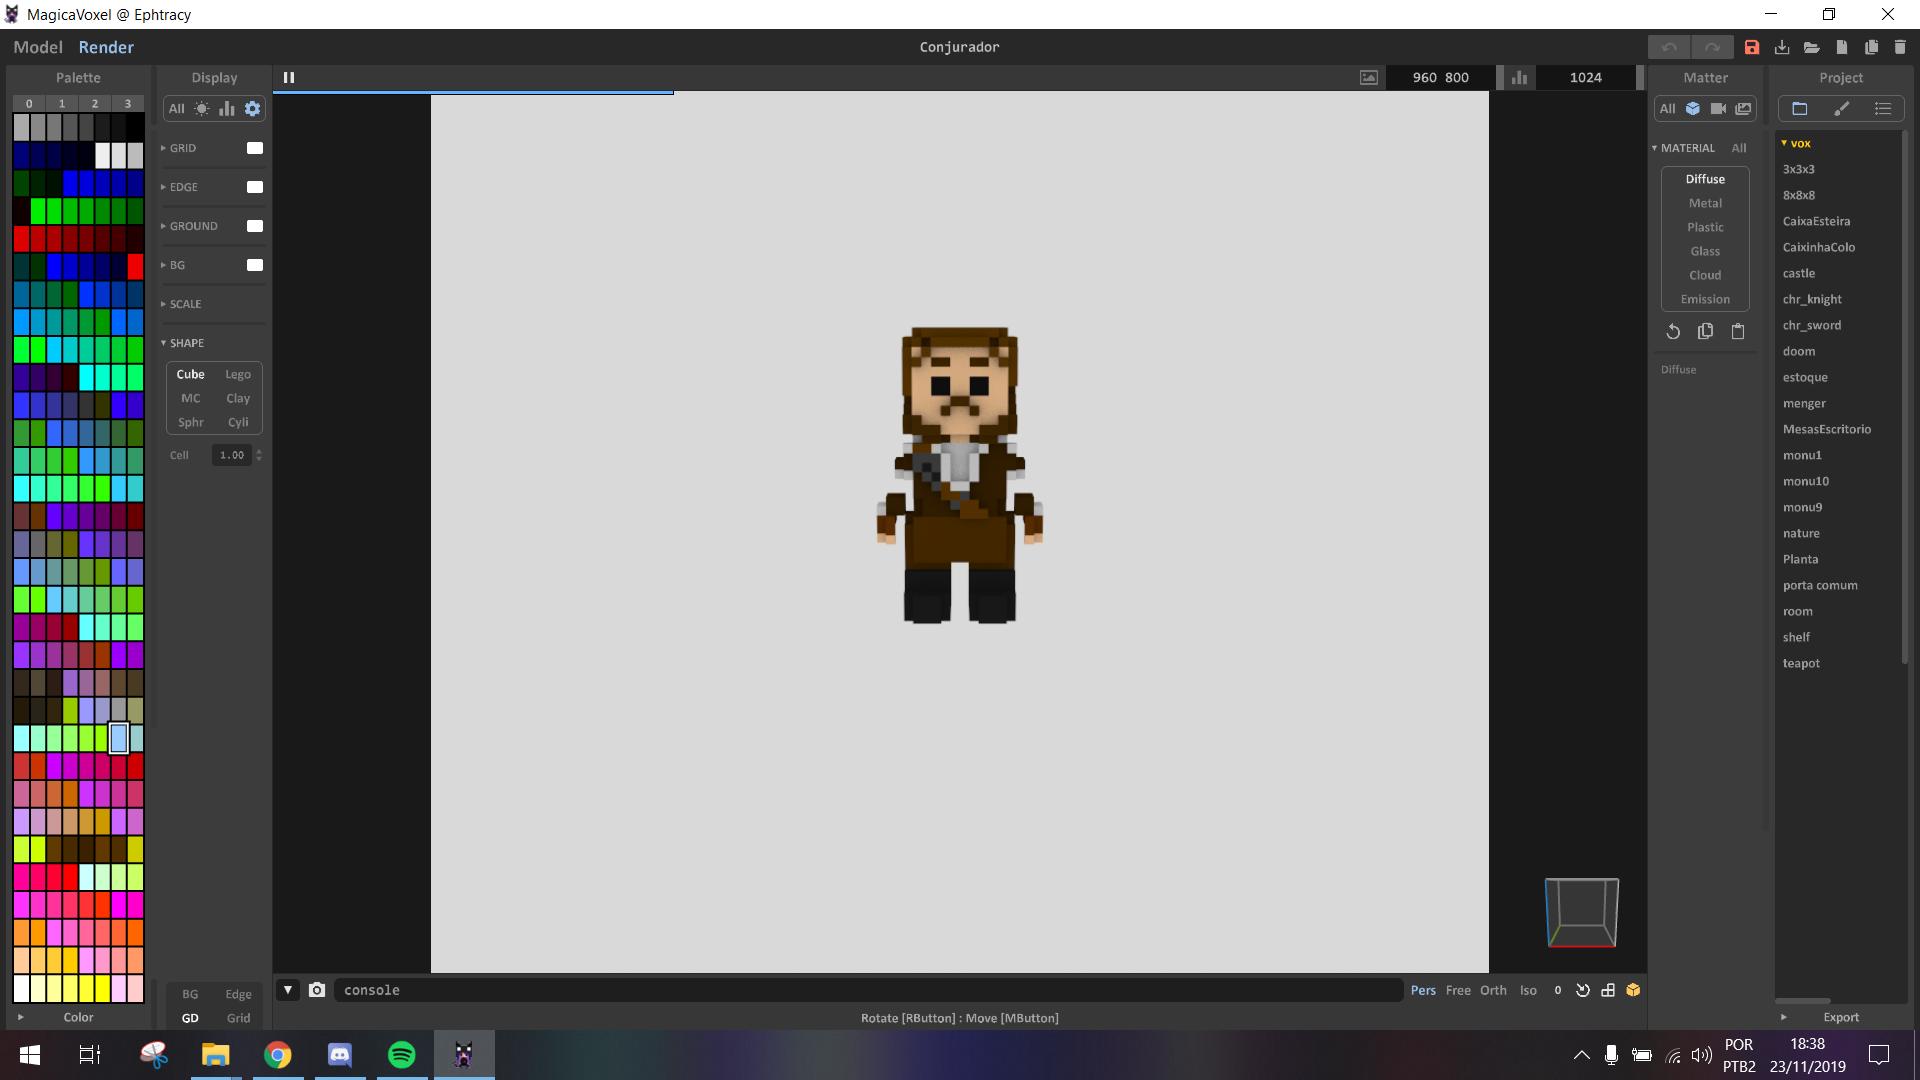 MagicaVoxel @ Ephtracy
Model Render
Conjurador
Palette
0 1 2 3
Color
Display
All
GRID
EDGE
GROUND
BG
SCALE
SHAPE
Cube Lego
MC Clay
Sphr Cyli
Cell 1.00
BG Edge
GD Grid
960 800
1024
console
Pers Free Orth Iso 0
Rotate [RButton] : Move [MButton]
Matter
All
MATERIAL All
Diffuse
Metal
Plastic
Glass
Cloud
Emission
Diffuse
Project
vox
3x3x3
8x8x8
CaixaEsteira
CaixinhaColo
castle
chr_knight
chr_sword
doom
estoque
menger
MesasEscritorio
monu1
monu10
monu9
nature
Planta
porta comum
room
shelf
teapot
Export
POR
PTB2
18:38
23/11/2019